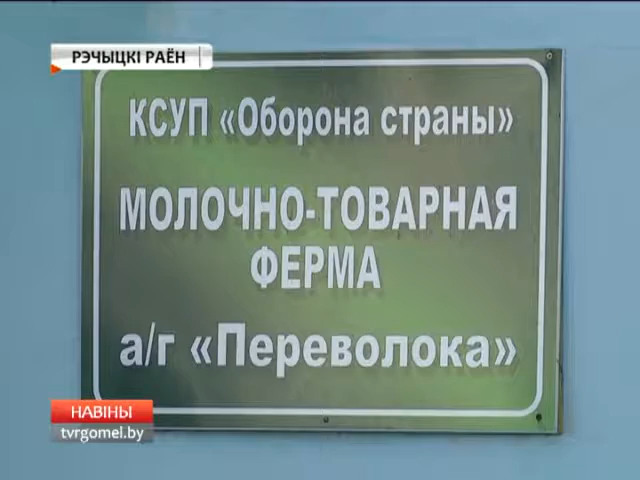 РЭЧЫЦКІ РАЁН
КСУП «Оборона страны»
МОЛОЧНО-ТОВАРНАЯ
ФЕРМА
а/г «Переволока»
НАВІНЫ
tvrgomel.by